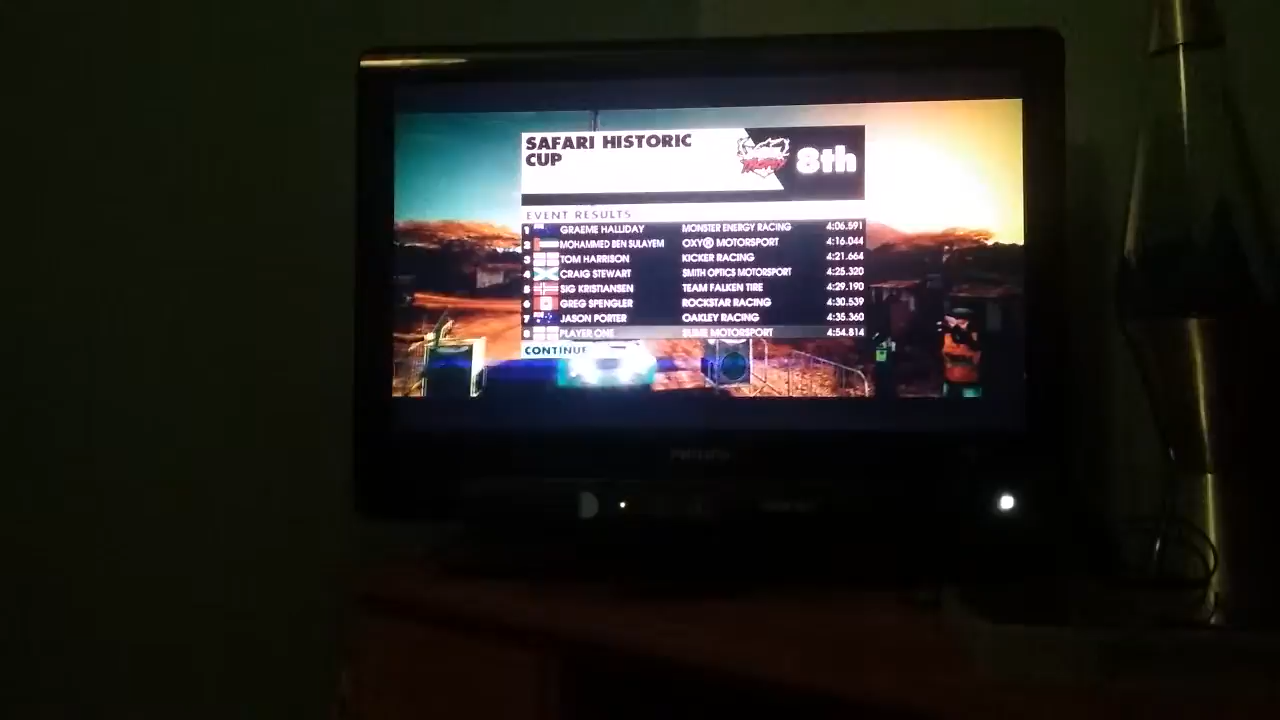 SAFARI HISTORIC
CUP
8th
EVENT RESULTS
1 GRAEME HALLIDAY MONSTER ENERGY RACING 4:06.591
2 MOHAMMED BEN SULAYEM OXY® MOTORSPORT 4:16.044
3 TOM HARRISON KICKER RACING 4:21.664
4 CRAIG STEWART SMITH OPTICS MOTORSPORT 4:25.320
5 SIG KRISTIANSEN TEAM FALKEN TIRE 4:29.190
6 GREG SPENGLER ROCKSTAR RACING 4:30.539
7 JASON PORTER OAKLEY RACING 4:35.360
8 PLAYER ONE SLIME MOTORSPORT 4:54.814
CONTINUE
PHILIPS